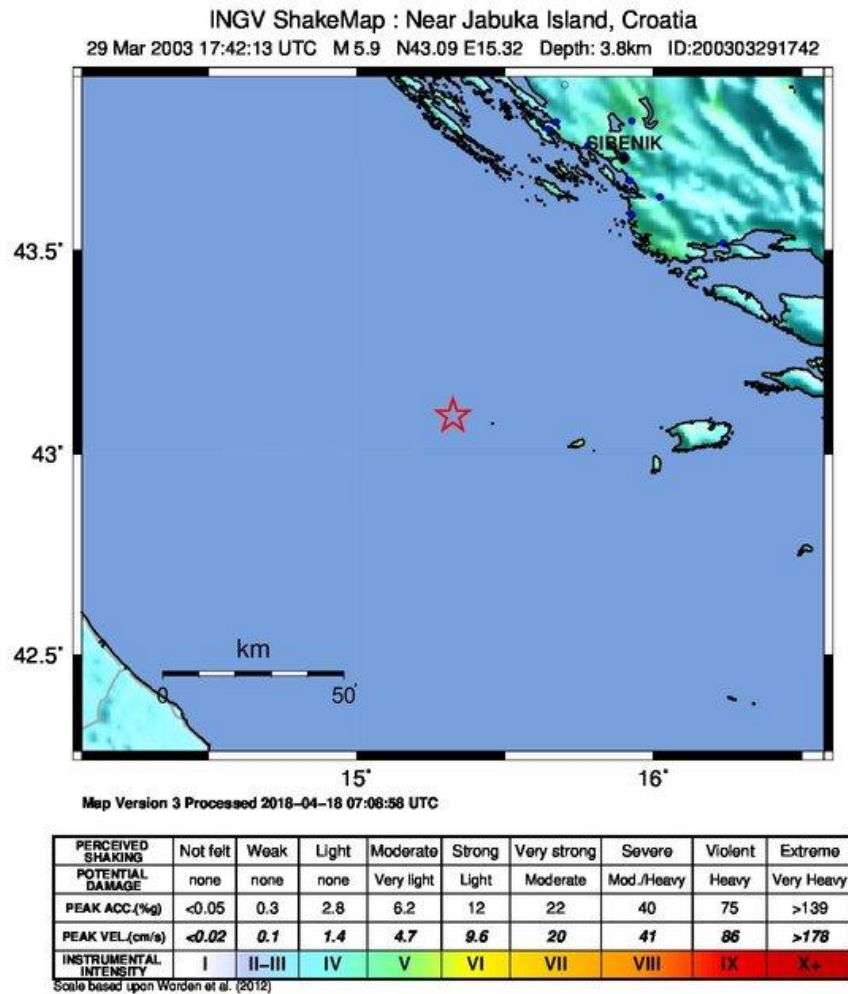 INGV ShakeMap : Near Jabuka Island, Croatia
29 Mar 2003 17:42:13 UTC M 5.9 N43.09 E15.32 Depth: 3.8km ID:200303291742
SIBENIK
43.5˚
43˚
42.5˚
km
0 50
15˚ 16˚
Map Version 3 Processed 2018-04-18 07:08:58 UTC
PERCEIVED SHAKING Not felt Weak Light Moderate Strong Very strong Severe Violent Extreme
POTENTIAL DAMAGE none none none Very light Light Moderate Mod./Heavy Heavy Very Heavy
PEAK ACC.(%g) <0.05 0.3 2.8 6.2 12 22 40 75 >139
PEAK VEL.(cm/s) <0.02 0.1 1.4 4.7 9.6 20 41 86 >178
INSTRUMENTAL INTENSITY I II-III IV V VI VII VIII IX X+
Scale based upon Worden et al. (2012)